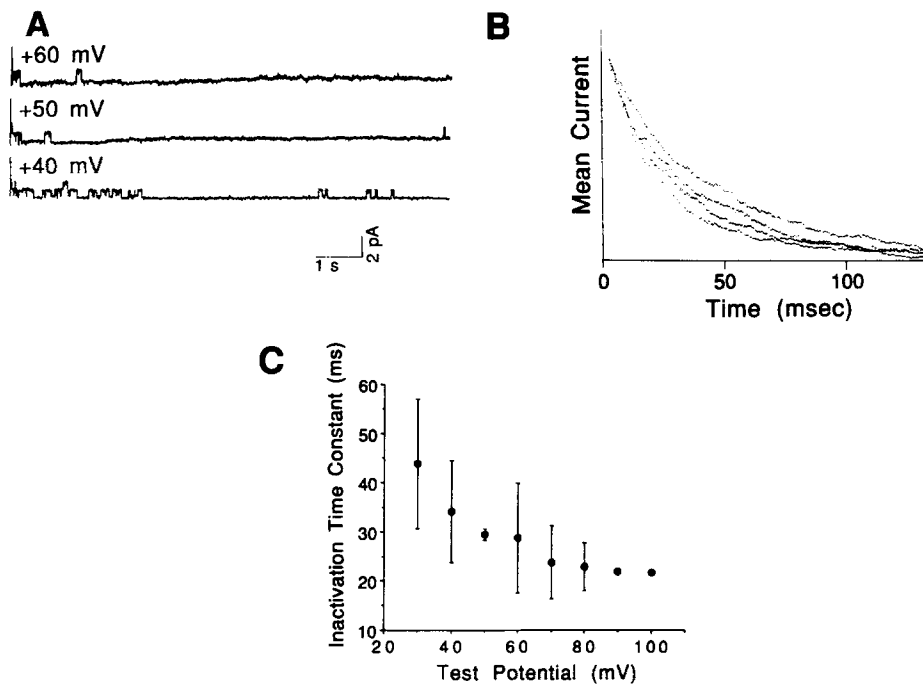 A
+60 mV
+50 mV
+40 mV
1 s
2 pA
B
Mean Current
0
50
100
Time (msec)
C
Inactivation Time Constant (ms)
60
50
40
30
20
10
20
40
60
80
100
Test Potential (mV)